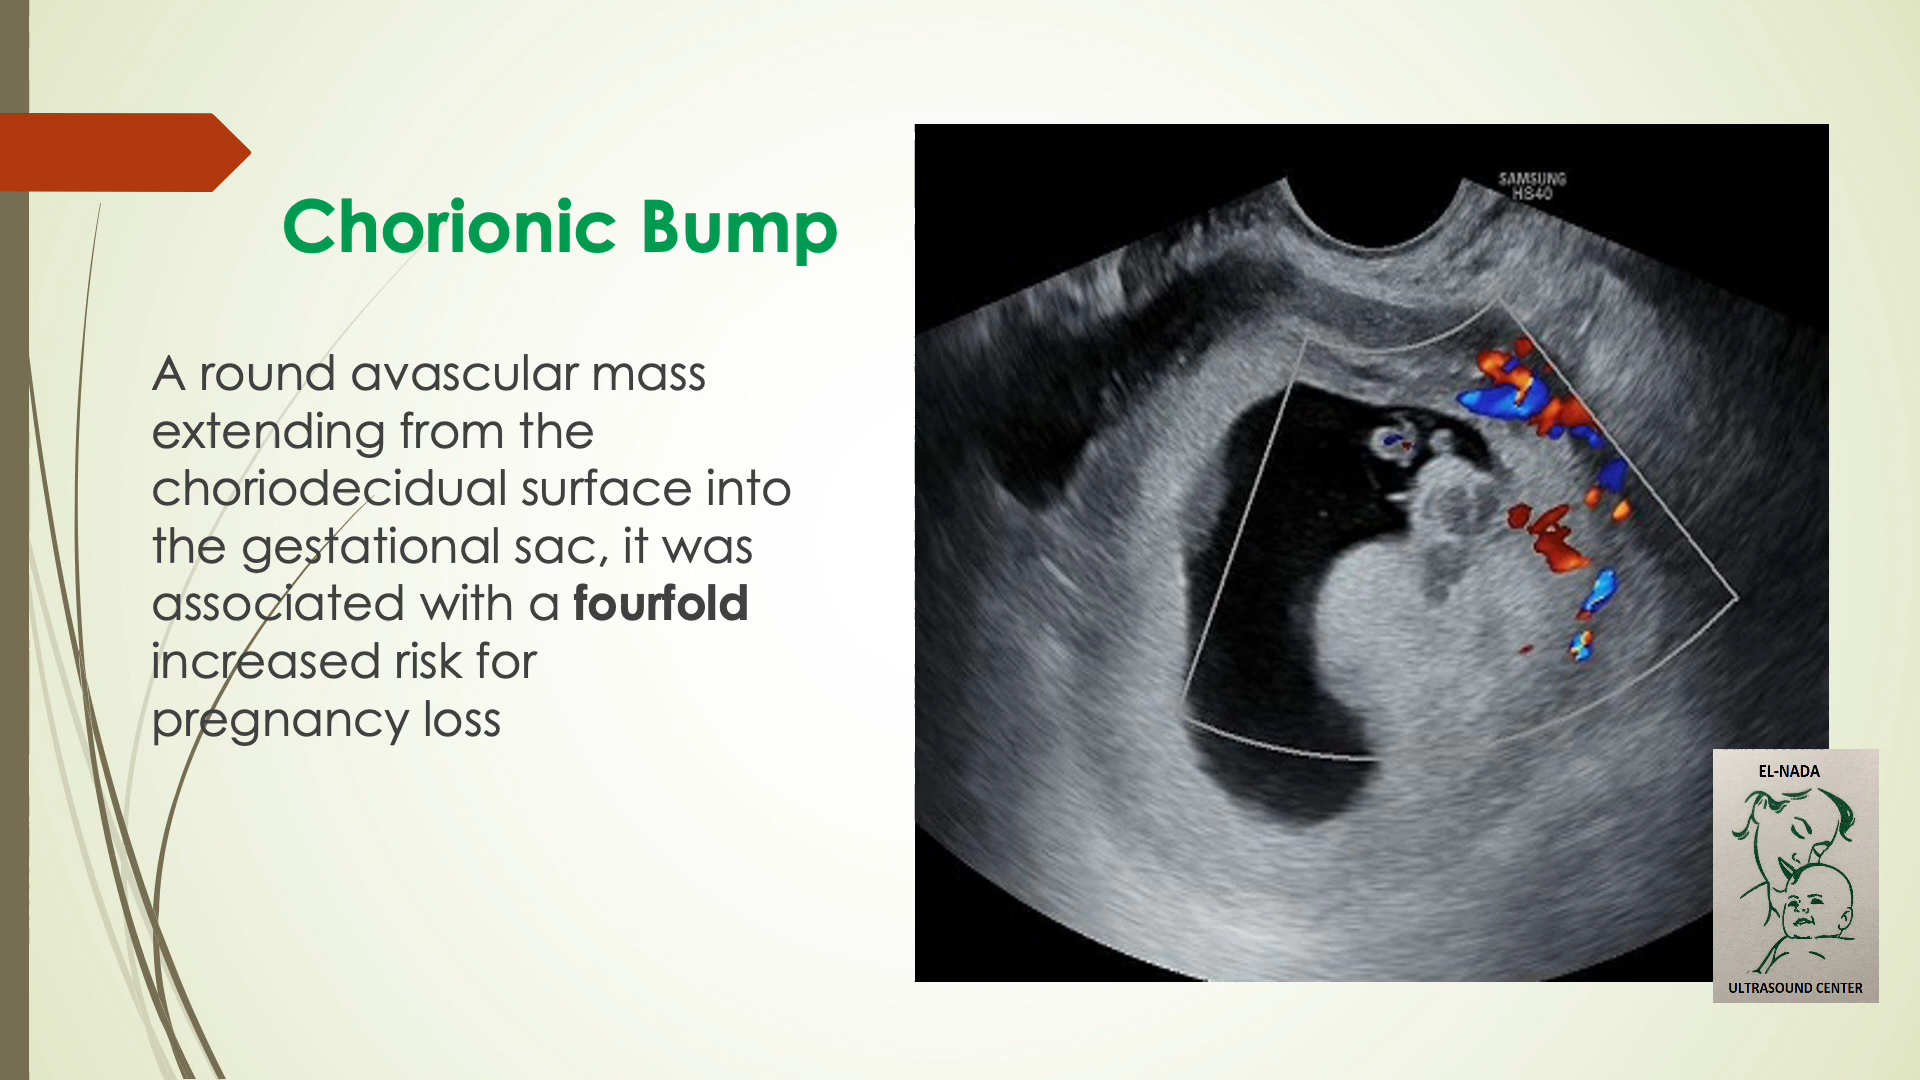 Chorionic Bump
A round avascular mass
extending from the
choriodecidual surface into
the gestational sac, it was
associated with a fourfold
increased risk for
pregnancy loss
SAMSUNG
HS40
EL-NADA
ULTRASOUND CENTER